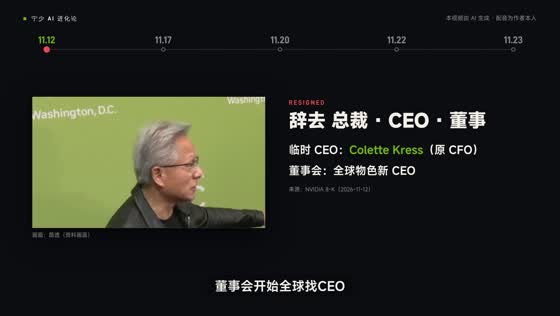 宁少 AI 进化论
本视频由 AI 生成 · 配音为作者本人
11.12
11.17
11.20
11.22
11.23
Washington, D.C.
Washingt
RESIGNED
辞去 总裁 · CEO · 董事
临时 CEO：Colette Kress（原 CFO）
董事会：全球物色新 CEO
来源：NVIDIA 8-K（2026-11-12）
画面：路透（资料画面）
董事会开始全球找CEO